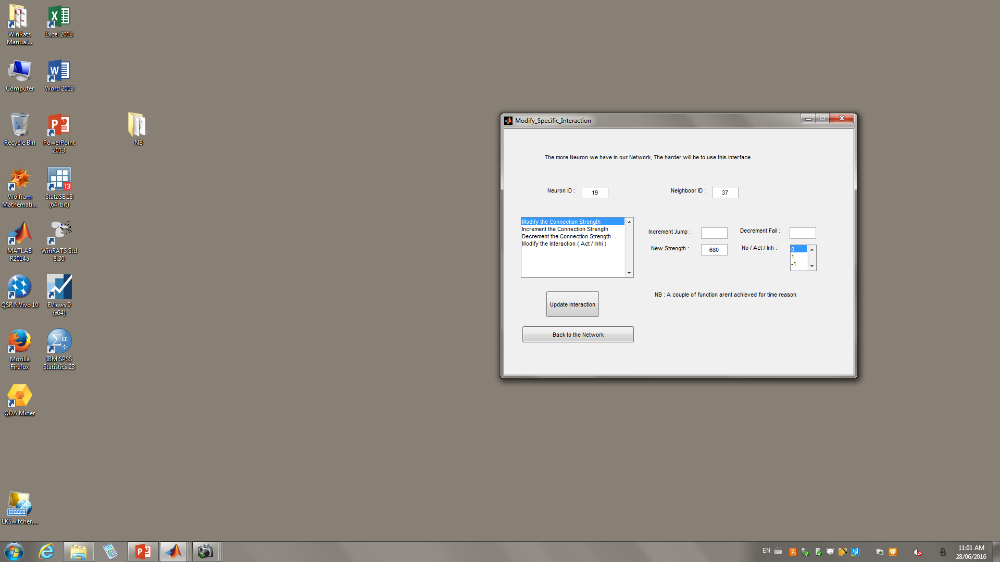 WinRats
Manual...
Excel 2013
Computer
Word 2013
Recycle Bin
PowerPoint
2013
NB
Wolfram
Mathemati...
StataSE 13
(64-bit)
13
MATLAB
R2014a
WinRATS Std
8.30
QSR NVivo 10
EViews 9
(x64)
Mozilla
Firefox
IBM SPSS
Statistics 23
QDA Miner
LKSwitcher....
Modify_Specific_Interaction
The more Neuron we have in our Network, The harder will be to use this Interface
Neuron ID :
19
Neighboor ID :
37
Modify the Connection Strength
Increment the Connection Strength
Decrement the Connection Strength
Modify the Interaction ( Act / Inhi )
Increment Jump :
Decrement Fall :
New Strength :
680
No / Act / Inh :
0
1
-1
NB : A couple of function arent achieved for time reason
Update Interaction
Back to the Network
EN
11:01 AM
28/06/2016